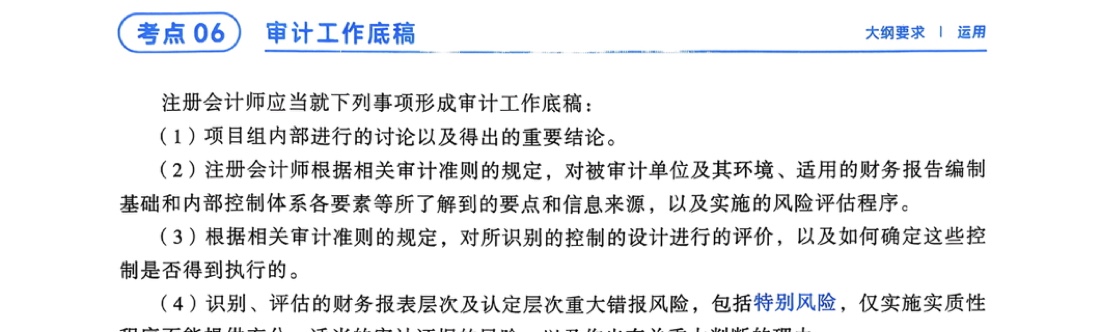 考点 06 审计工作底稿 大纲要求 | 运用
注册会计师应当就下列事项形成审计工作底稿：
（1）项目组内部进行的讨论以及得出的重要结论。
（2）注册会计师根据相关审计准则的规定，对被审计单位及其环境、适用的财务报告编制
基础和内部控制体系各要素等所了解到的要点和信息来源，以及实施的风险评估程序。
（3）根据相关审计准则的规定，对所识别的控制的设计进行的评价，以及如何确定这些控
制是否得到执行的。
（4）识别、评估的财务报表层次及认定层次重大错报风险，包括特别风险，仅实施实质性